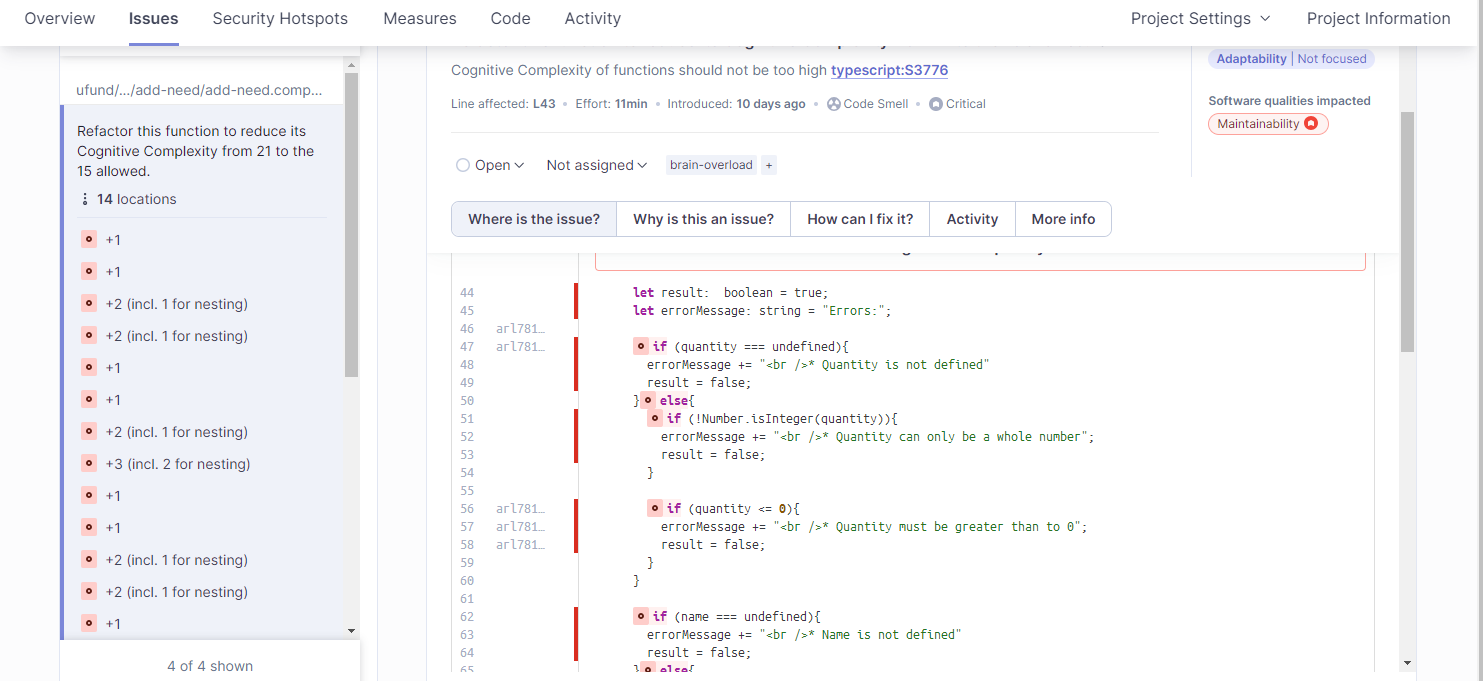 Overview Issues Security Hotspots Measures Code Activity Project Settings Project Information
ufund/.../add-need/add-need.comp...
Refactor this function to reduce its
Cognitive Complexity from 21 to the
15 allowed.
14 locations
+1
+1
+2 (incl. 1 for nesting)
+2 (incl. 1 for nesting)
+1
+1
+2 (incl. 1 for nesting)
+3 (incl. 2 for nesting)
+1
+1
+2 (incl. 1 for nesting)
+2 (incl. 1 for nesting)
+1
4 of 4 shown
Cognitive Complexity of functions should not be too high typescript:S3776
Line affected: L43 • Effort: 11min • Introduced: 10 days ago • Code Smell • Critical
Open Not assigned brain-overload +
Where is the issue? Why is this an issue? How can I fix it? Activity More info
Adaptability | Not focused
Software qualities impacted
Maintainability
44 let result:  boolean = true;
45 let errorMessage: string = "Errors:";
46 arl781…
47 arl781… if (quantity === undefined){
48 errorMessage += "<br />* Quantity is not defined"
49 result = false;
50 } else{
51 if (!Number.isInteger(quantity)){
52 errorMessage += "<br />* Quantity can only be a whole number";
53 result = false;
54 }
55
56 arl781… if (quantity <= 0){
57 arl781… errorMessage += "<br />* Quantity must be greater than to 0";
58 arl781… result = false;
59 }
60 }
61
62 if (name === undefined){
63 errorMessage += "<br />* Name is not defined"
64 result = false;
65 } else{